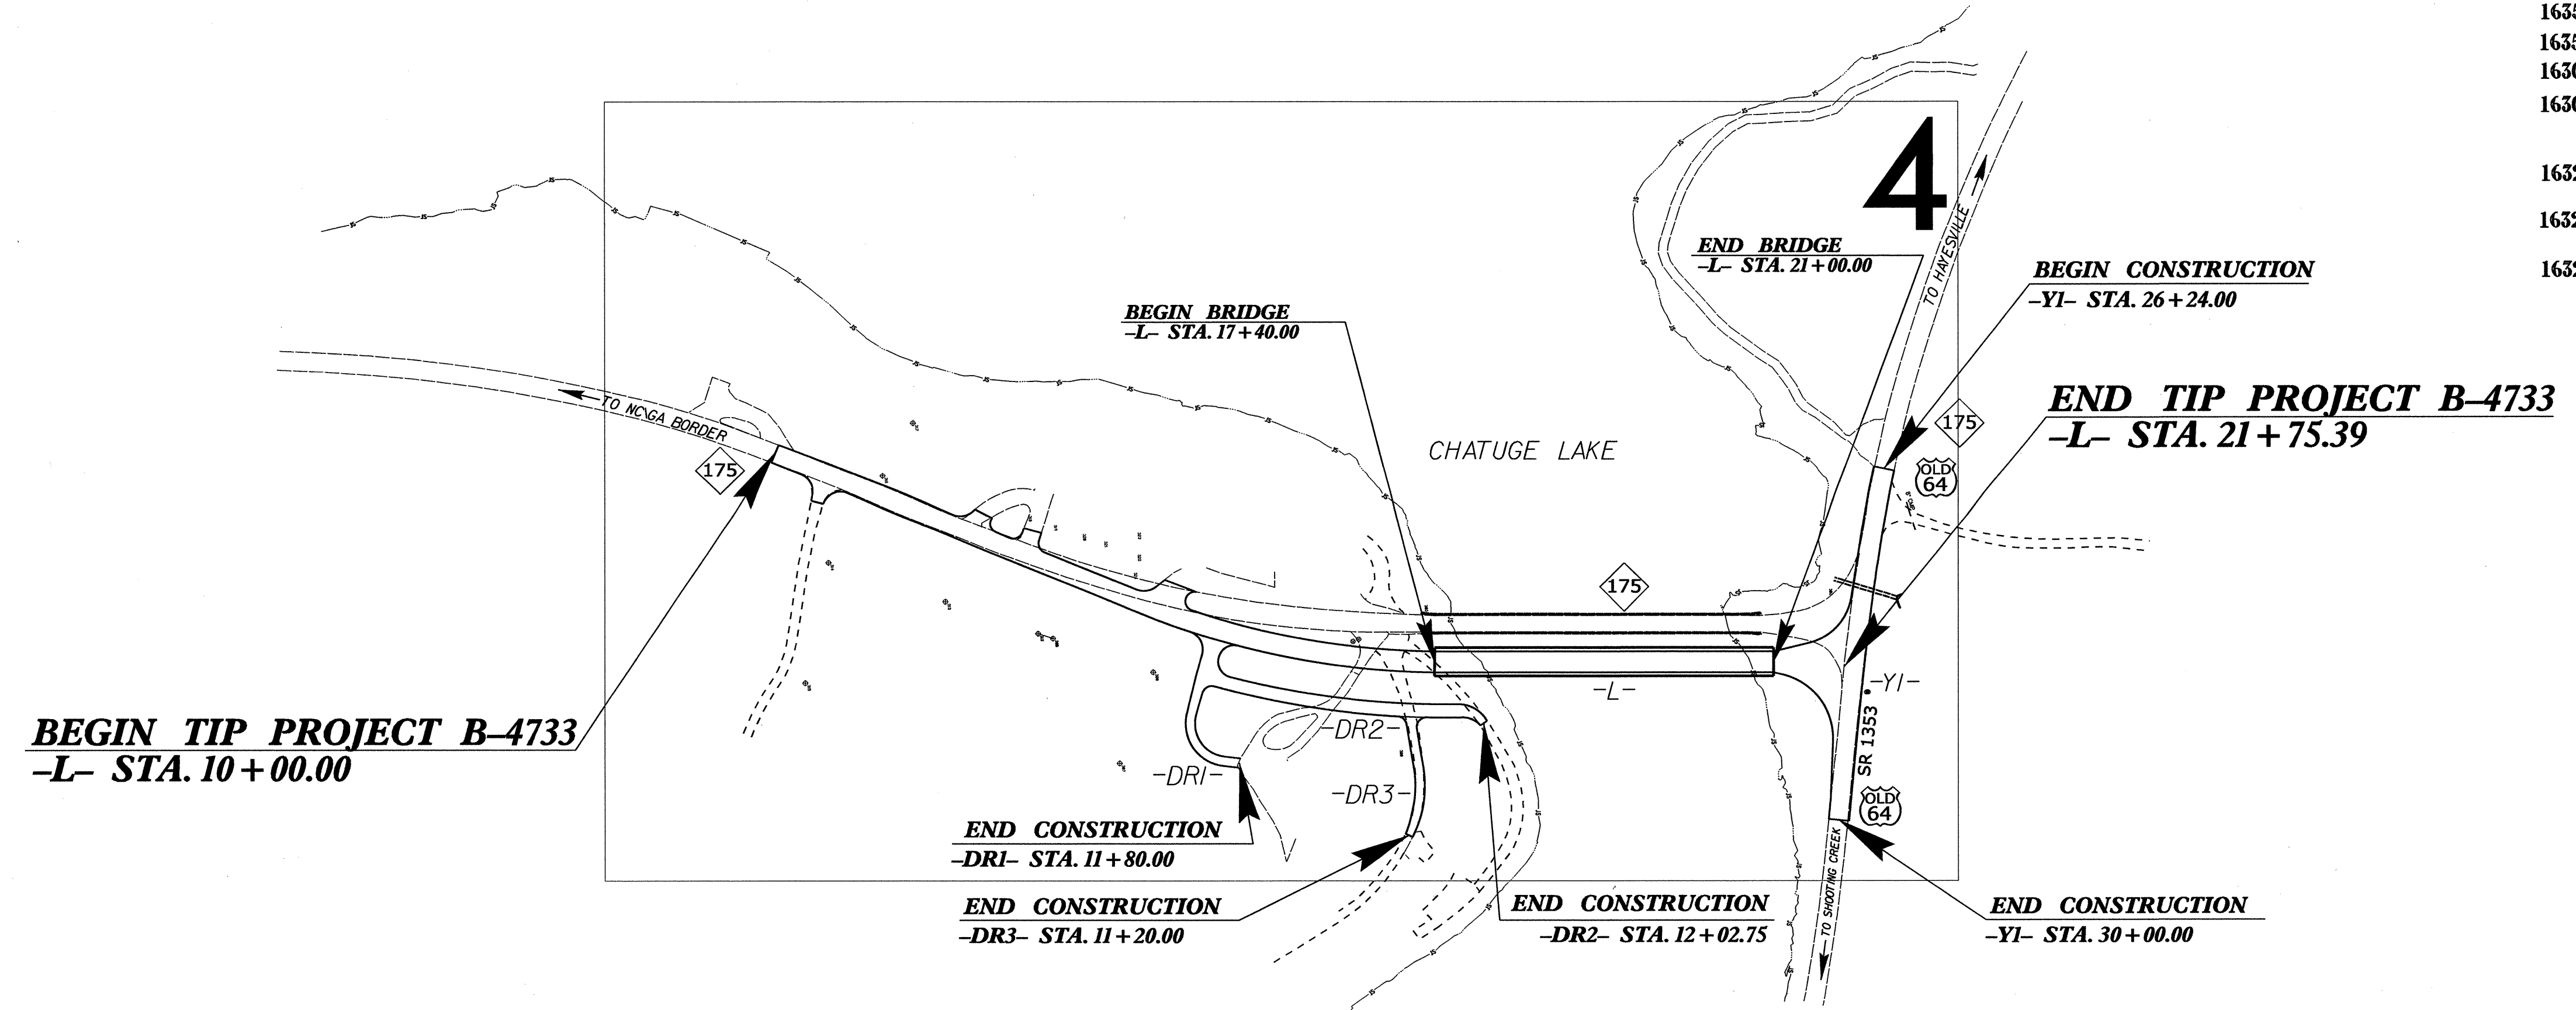 4
END BRIDGE
–L– STA. 21+00.00
TO HAYESVILLE
BEGIN CONSTRUCTION
–Y1– STA. 26+24.00
BEGIN BRIDGE
–L– STA. 17+40.00
END TIP PROJECT B–4733
–L– STA. 21+75.39
TO NC\GA BORDER
175
CHATUGE LAKE
175
OLD
64
175
-L-
-Y1-
SR 1353
BEGIN TIP PROJECT B–4733
–L– STA. 10+00.00
-DR1-
-DR2-
-DR3-
OLD
64
END CONSTRUCTION
–DR1– STA. 11+80.00
END CONSTRUCTION
–DR3– STA. 11+20.00
END CONSTRUCTION
–DR2– STA. 12+02.75
TO SHOOTING CREEK
END CONSTRUCTION
–Y1– STA. 30+00.00